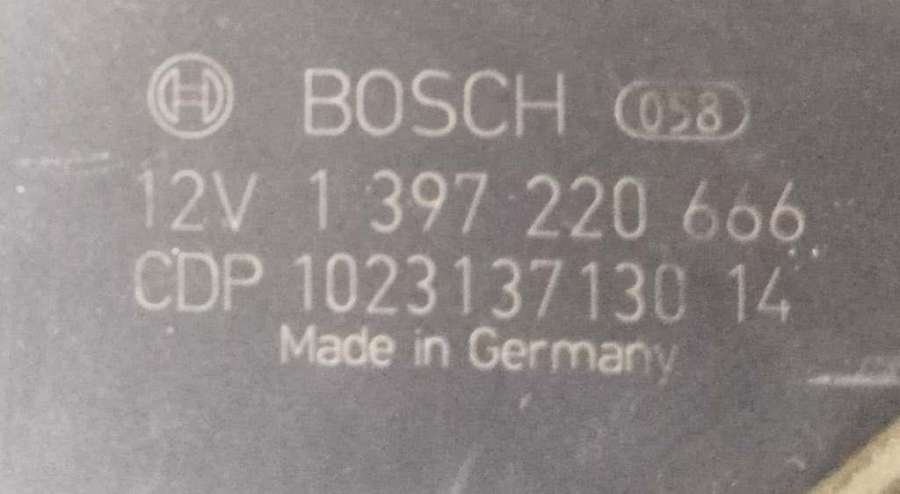 BOSCH 058
12V 1 397 220 666
CDP 1023137130 14
Made in Germany